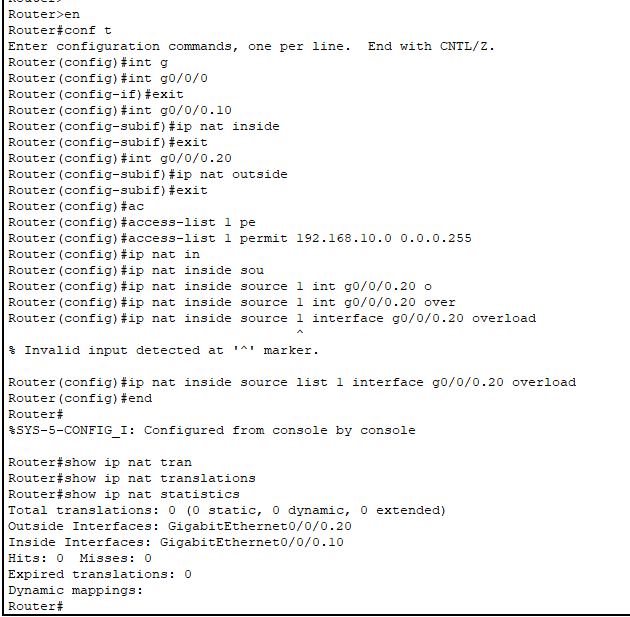 Router>en
Router#conf t
Enter configuration commands, one per line.  End with CNTL/Z.
Router(config)#int g
Router(config)#int g0/0/0
Router(config-if)#exit
Router(config)#int g0/0/0.10
Router(config-subif)#ip nat inside
Router(config-subif)#exit
Router(config)#int g0/0/0.20
Router(config-subif)#ip nat outside
Router(config-subif)#exit
Router(config)#ac
Router(config)#access-list 1 pe
Router(config)#access-list 1 permit 192.168.10.0 0.0.0.255
Router(config)#ip nat in
Router(config)#ip nat inside sou
Router(config)#ip nat inside source 1 int g0/0/0.20 o
Router(config)#ip nat inside source 1 int g0/0/0.20 over
Router(config)#ip nat inside source 1 interface g0/0/0.20 overload
^
% Invalid input detected at '^' marker.
Router(config)#ip nat inside source list 1 interface g0/0/0.20 overload
Router(config)#end
Router#
%SYS-5-CONFIG_I: Configured from console by console
Router#show ip nat tran
Router#show ip nat translations
Router#show ip nat statistics
Total translations: 0 (0 static, 0 dynamic, 0 extended)
Outside Interfaces: GigabitEthernet0/0/0.20
Inside Interfaces: GigabitEthernet0/0/0.10
Hits: 0  Misses: 0
Expired translations: 0
Dynamic mappings:
Router#